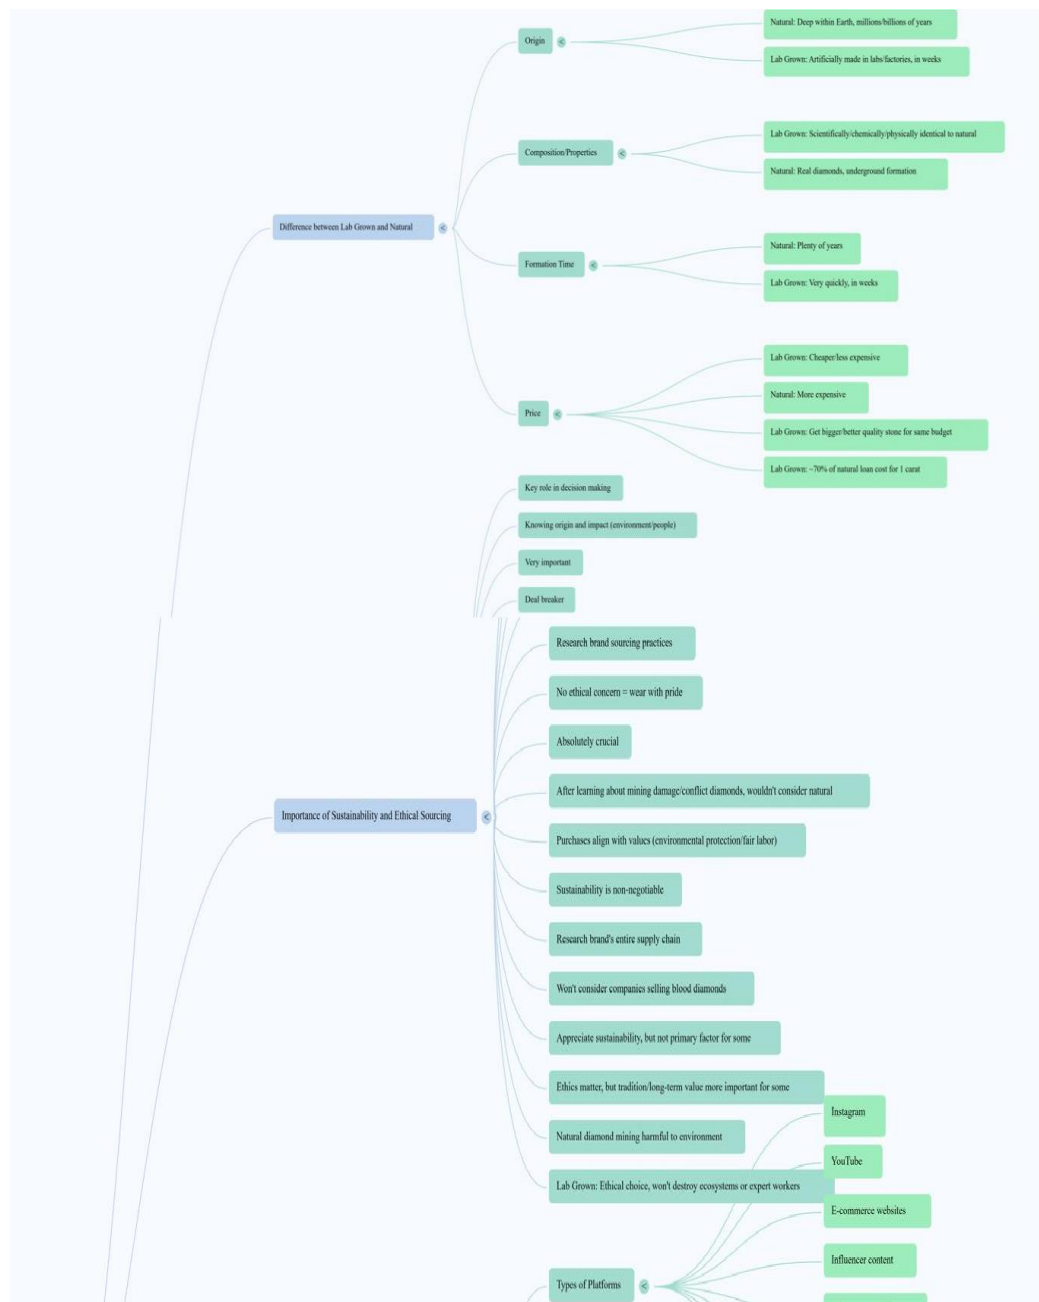 Difference between Lab Grown and Natural
<
Origin
<
Natural: Deep within Earth, millions/billions of years
Lab Grown: Artificially made in labs/factories, in weeks
Composition/Properties
<
Lab Grown: Scientifically/chemically/physically identical to natural
Natural: Real diamonds, underground formation
Formation Time
<
Natural: Plenty of years
Lab Grown: Very quickly, in weeks
Price
<
Lab Grown: Cheaper/less expensive
Natural: More expensive
Lab Grown: Get bigger/better quality stone for same budget
Lab Grown: ~70% of natural loan cost for 1 carat
Importance of Sustainability and Ethical Sourcing
<
Key role in decision making
Knowing origin and impact (environment/people)
Very important
Deal breaker
Research brand sourcing practices
No ethical concern = wear with pride
Absolutely crucial
After learning about mining damage/conflict diamonds, wouldn't consider natural
Purchases align with values (environmental protection/fair labor)
Sustainability is non-negotiable
Research brand's entire supply chain
Won't consider companies selling blood diamonds
Appreciate sustainability, but not primary factor for some
Ethics matter, but tradition/long-term value more important for some
Natural diamond mining harmful to environment
Lab Grown: Ethical choice, won't destroy ecosystems or expert workers
Types of Platforms
<
Instagram
YouTube
E-commerce websites
Influencer content